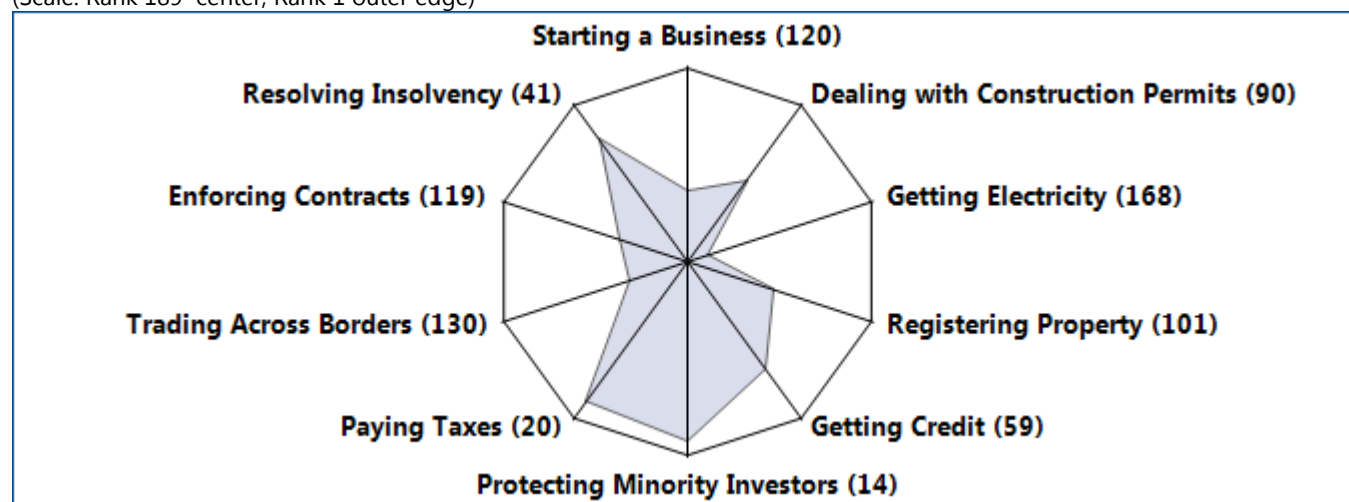 (Scale: Rank 189 center, Rank 1 outer edge)
Starting a Business (120)
Resolving Insolvency (41)
Dealing with Construction Permits (90)
Enforcing Contracts (119)
Getting Electricity (168)
Trading Across Borders (130)
Registering Property (101)
Paying Taxes (20)
Getting Credit (59)
Protecting Minority Investors (14)